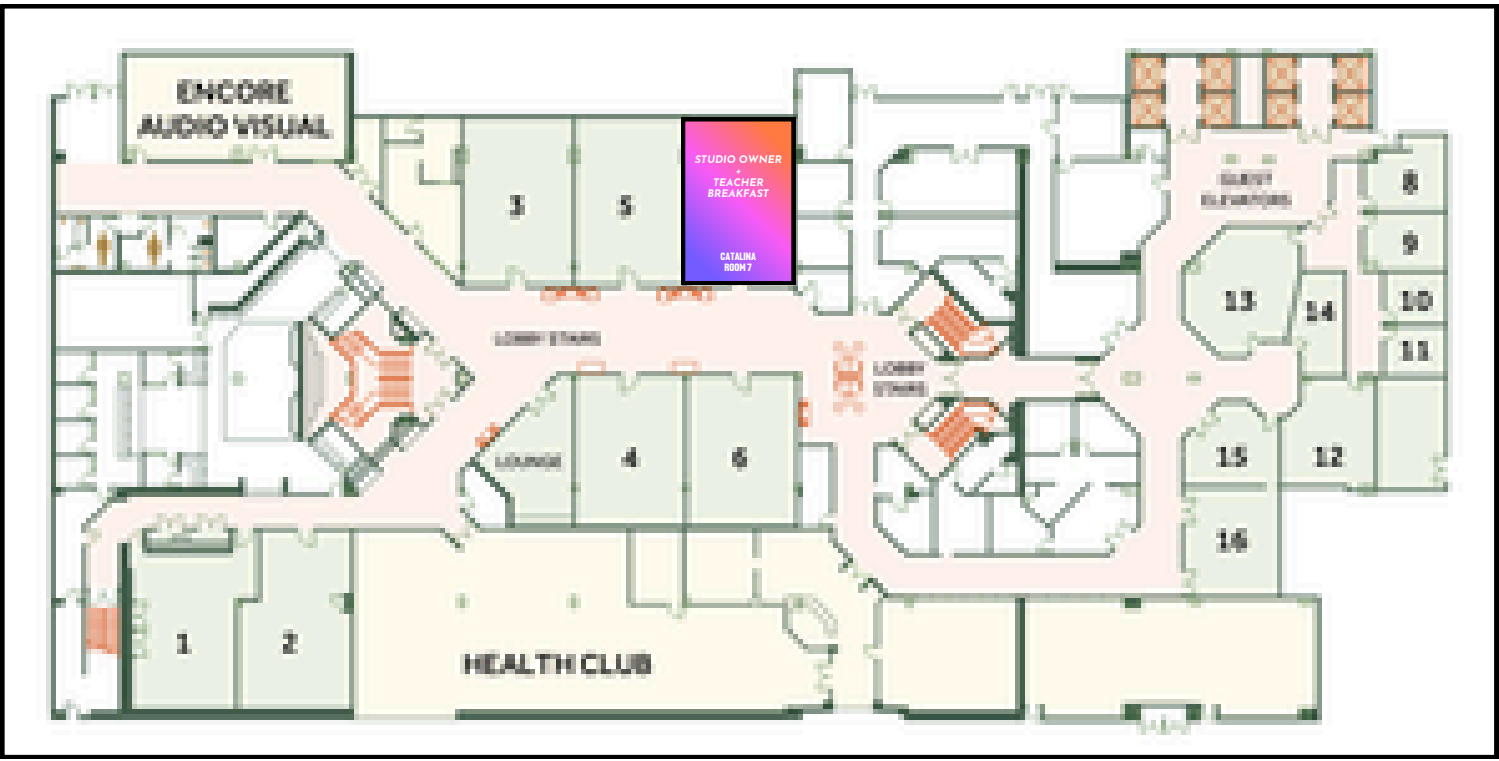 ENCORE
AUDIO VISUAL
STUDIO OWNER
+
TEACHER
BREAKFAST
CATALINA
ROOM 7
3
5
GUEST
ELEVATORS
8
9
10
11
13
14
LOBBY STAIRS
LOBBY
STAIRS
LOUNGE
4
6
15
12
16
1
2
HEALTH CLUB